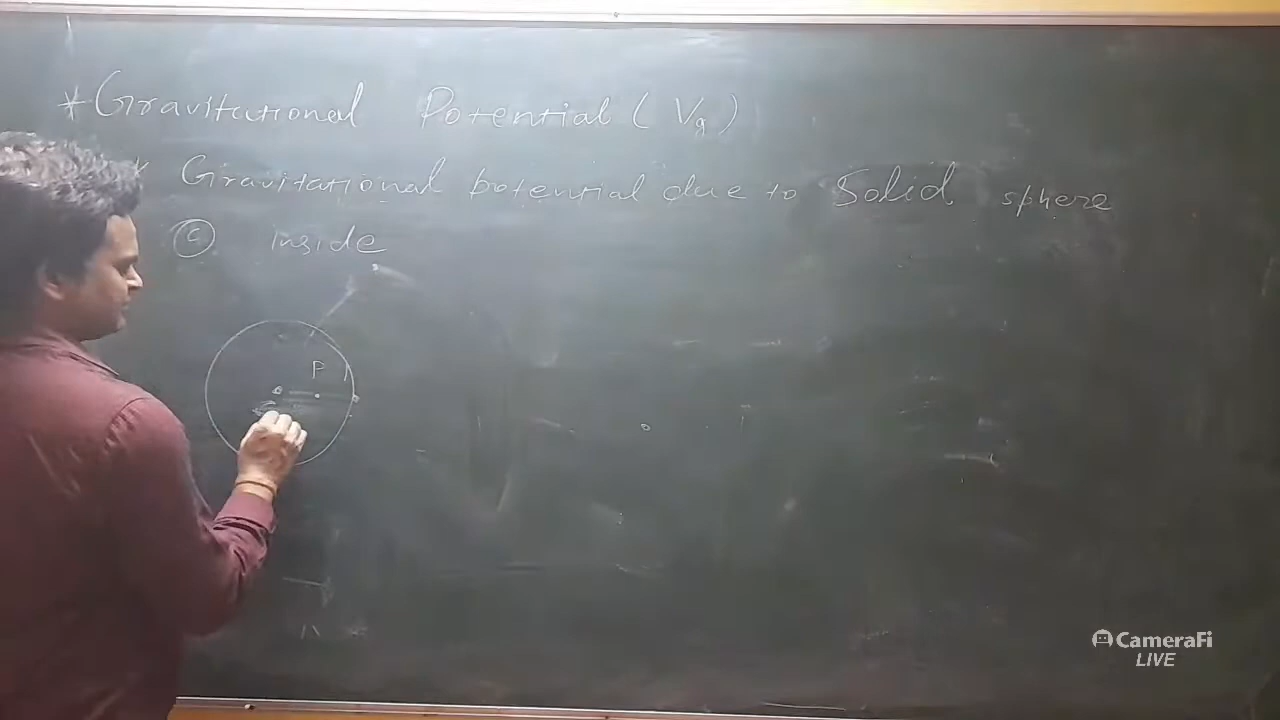 * Gravitational Potential (Vg)
* Gravitational potential due to Solid sphere
(c) inside
P
CameraFi
LIVE